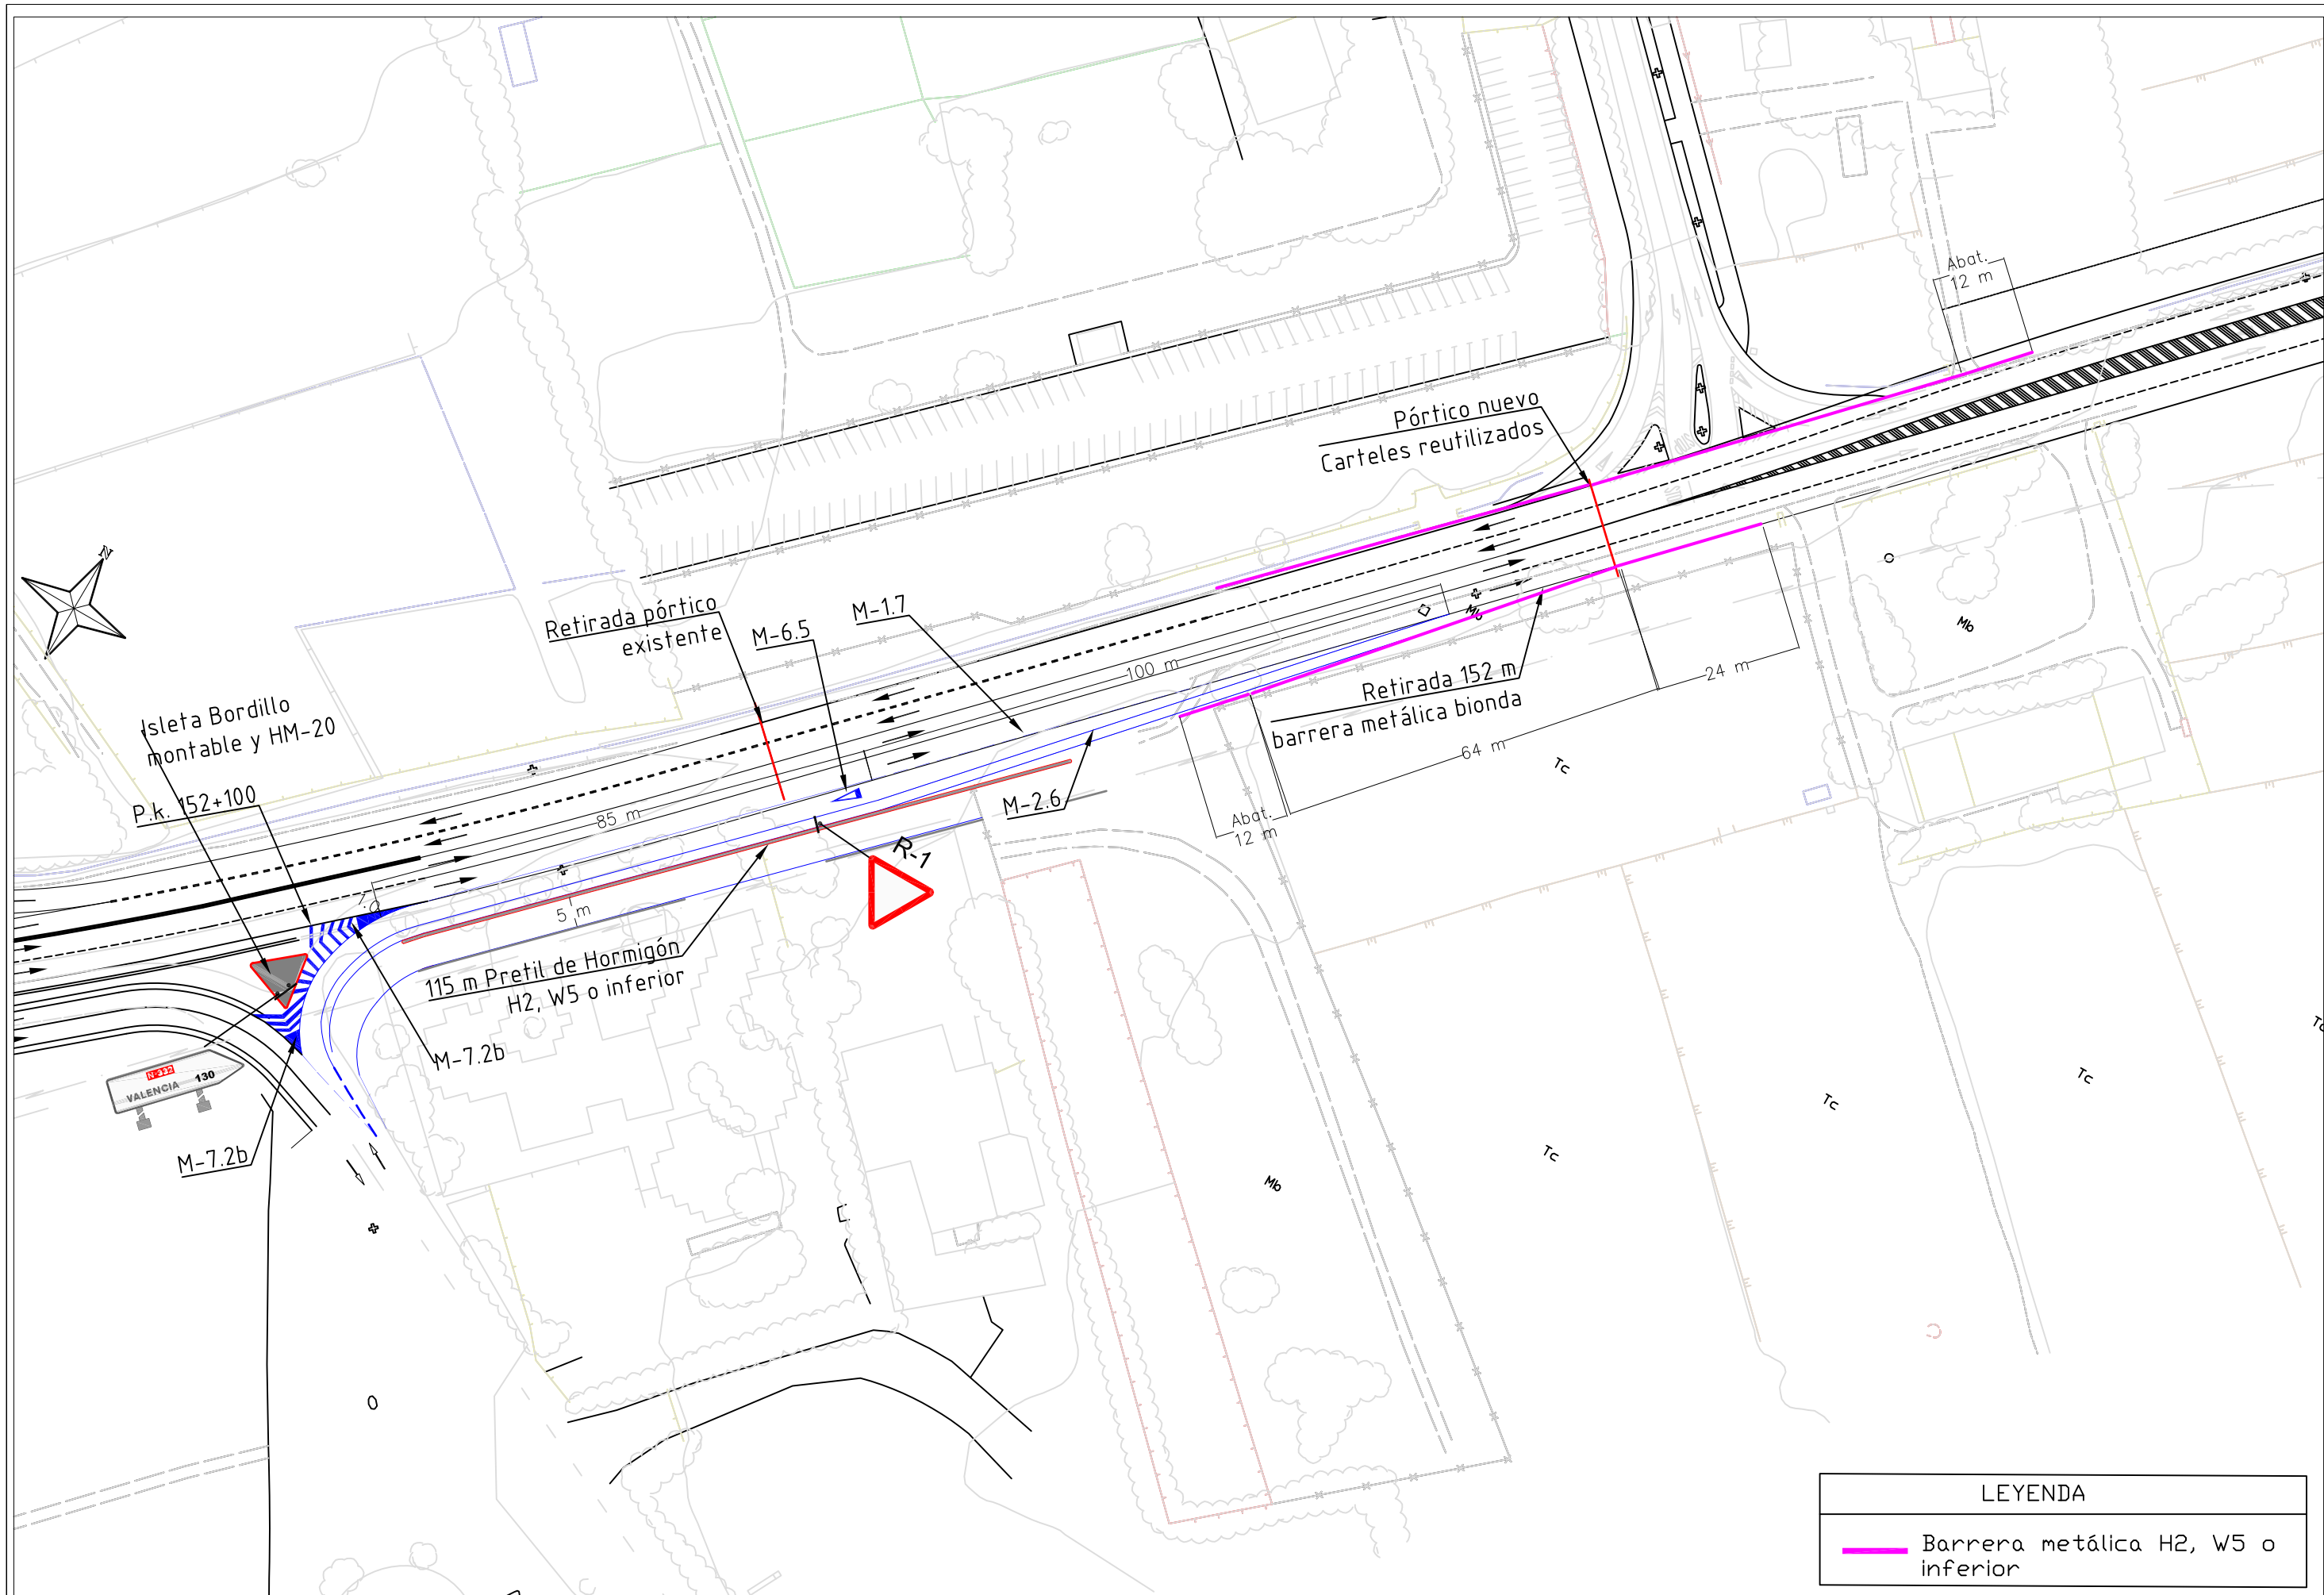 N
Abat.
12 m
Pórtico nuevo
Carteles reutilizados
Retirada pórtico
existente
M-6.5
M-1.7
100 m
Mb
Mb
Retirada 152 m
barrera metálica bionda
24 m
64 m
Tc
Isleta Bordillo
montable y HM-20
P.k. 152+100
85 m
M-2.6
Abat.
12 m
R-1
5 m
115 m Pretil de Hormigón
H2, W5 o inferior
M-7.2b
N-332
VALENCIA 130
M-7.2b
Tc
Tc
Tc
Tc
Mb
LEYENDA
Barrera metálica H2, W5 o
inferior